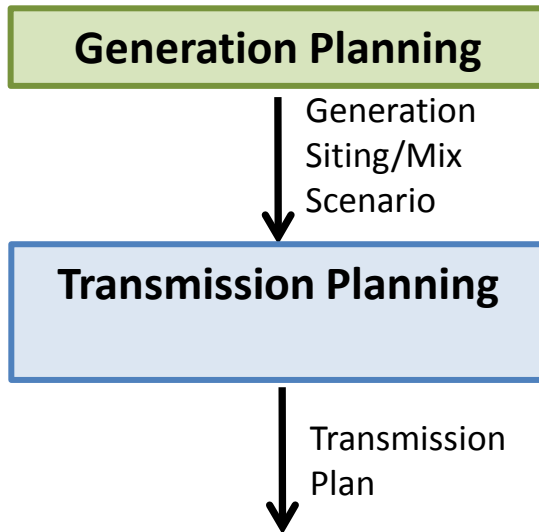 Generation Planning
Generation
Siting/Mix
Scenario
Transmission Planning
Transmission
Plan